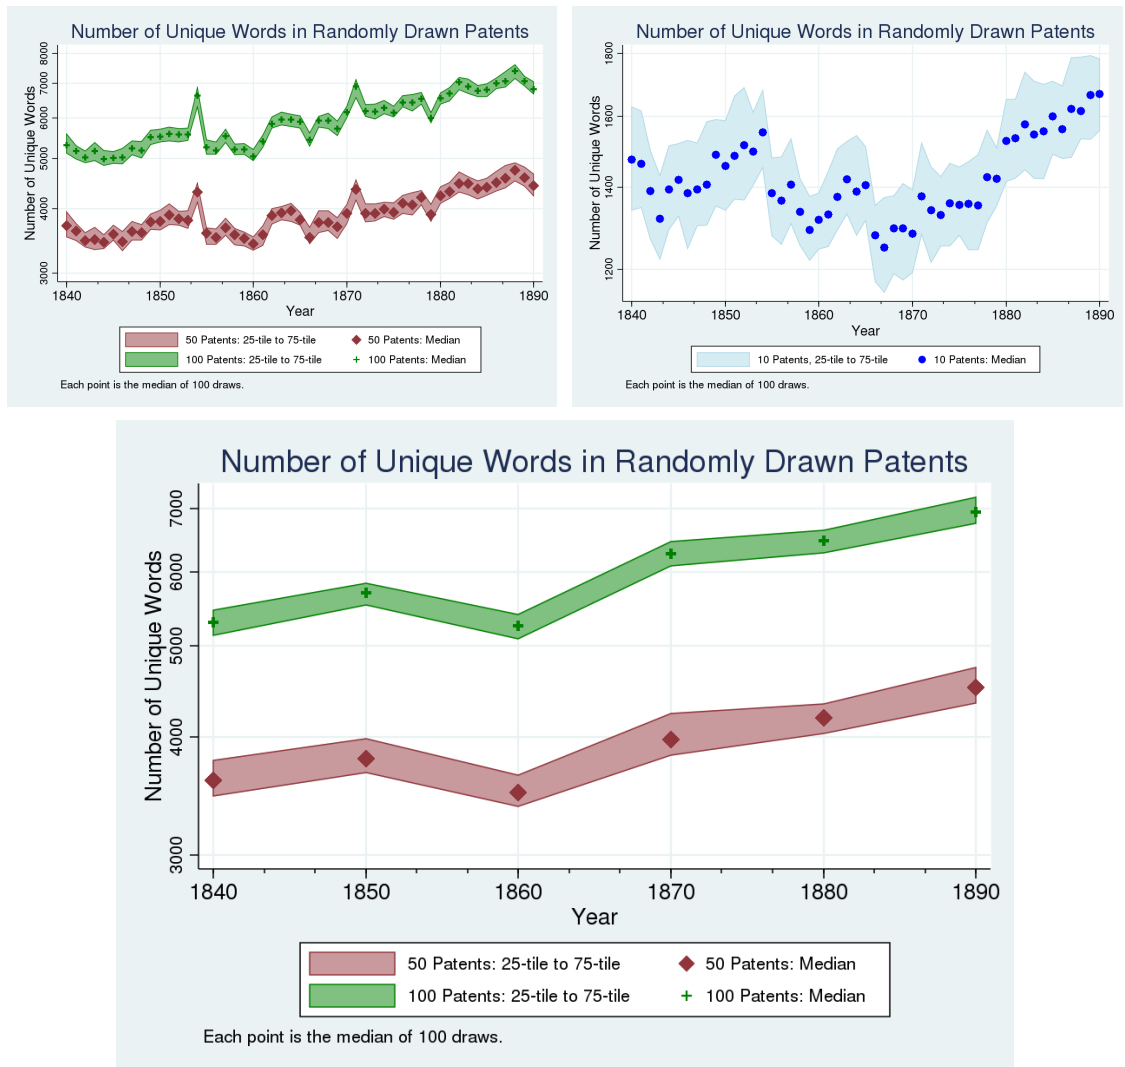 Number of Unique Words in Randomly Drawn Patents
Number of Unique Words
8000
7000
6000
5000
4000
3000
1840 1850 1860 1870 1880 1890
Year
50 Patents: 25-tile to 75-tile 50 Patents: Median
100 Patents: 25-tile to 75-tile 100 Patents: Median
Each point is the median of 100 draws.
Number of Unique Words in Randomly Drawn Patents
Number of Unique Words
1800
1600
1400
1200
1840 1850 1860 1870 1880 1890
Year
10 Patents, 25-tile to 75-tile 10 Patents: Median
Each point is the median of 100 draws.
Number of Unique Words in Randomly Drawn Patents
Number of Unique Words
7000
6000
5000
4000
3000
1840 1850 1860 1870 1880 1890
Year
50 Patents: 25-tile to 75-tile 50 Patents: Median
100 Patents: 25-tile to 75-tile 100 Patents: Median
Each point is the median of 100 draws.